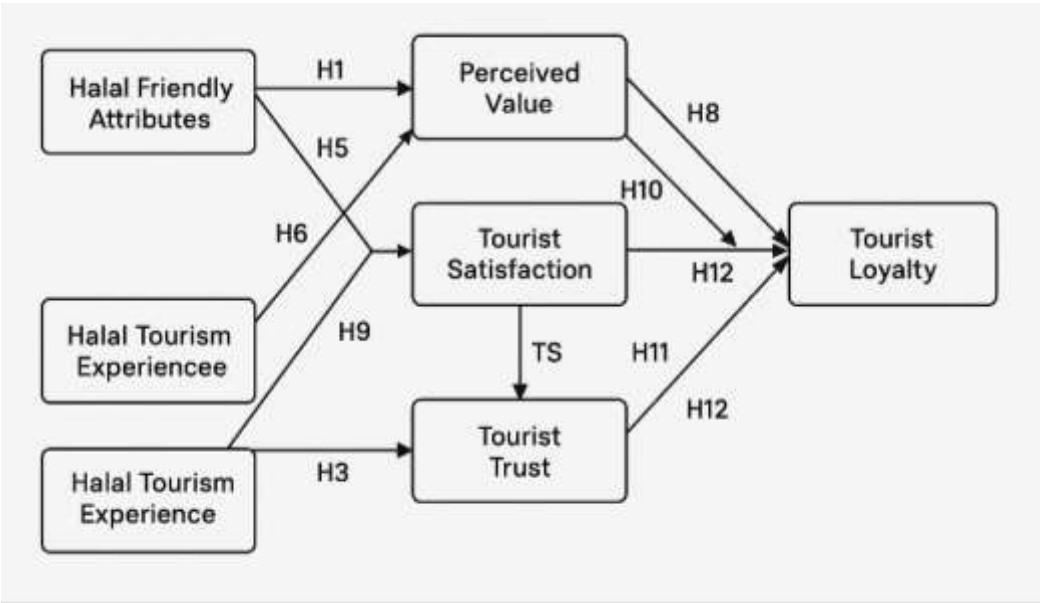 Halal Friendly
Attributes
H1
Perceived
Value
H8
H5
H10
H6
Tourist
Satisfaction
H12
Tourist
Loyalty
Halal Tourism
Experiencee
H9
TS
H11
H12
Halal Tourism
Experience
H3
Tourist
Trust